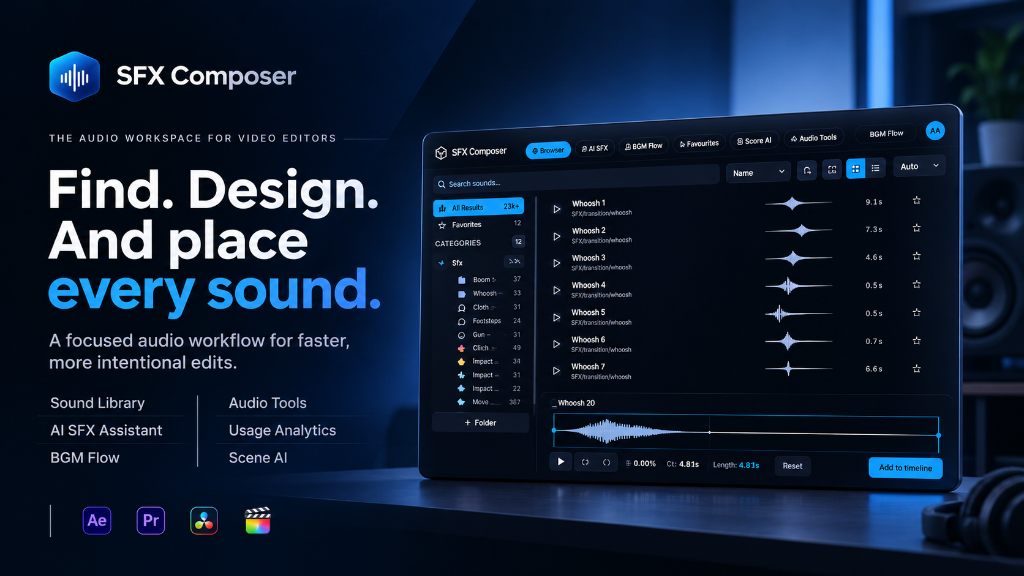 SFX Composer
THE AUDIO WORKSPACE FOR VIDEO EDITORS
Find. Design.
And place
every sound.
A focused audio workflow for faster,
more intentional edits.
Sound Library
AI SFX Assistant
BGM Flow
Audio Tools
Usage Analytics
Scene AI
Ae
Pr
SFX Composer
Browser
AI SFX
BGM Flow
Favourites
Score AI
Audio Tools
BGM Flow
AA
Search sounds...
Name
Auto
All Results 23k+
Favorites 12
CATEGORIES 12
Sfx
Boom 37
Whoosh 33
Cloth 31
Footsteps 24
Gun 31
Clich 49
Impact 34
Impact 31
Impact 22
Move 387
+ Folder
Whoosh 1
SFX/transition/whoosh
9.1 s
Whoosh 2
SFX/transition/whoosh
7.3 s
Whoosh 3
SFX/transition/whoosh
4.6 s
Whoosh 4
SFX/transition/whoosh
0.5 s
Whoosh 5
SFX/transition/whoosh
0.5 s
Whoosh 6
SFX/transition/whoosh
0.7 s
Whoosh 7
SFX/transition/whoosh
6.6 s
Whoosh 20
0.00%
Ct: 4.81s
Length: 4.81s
Reset
Add to timeline